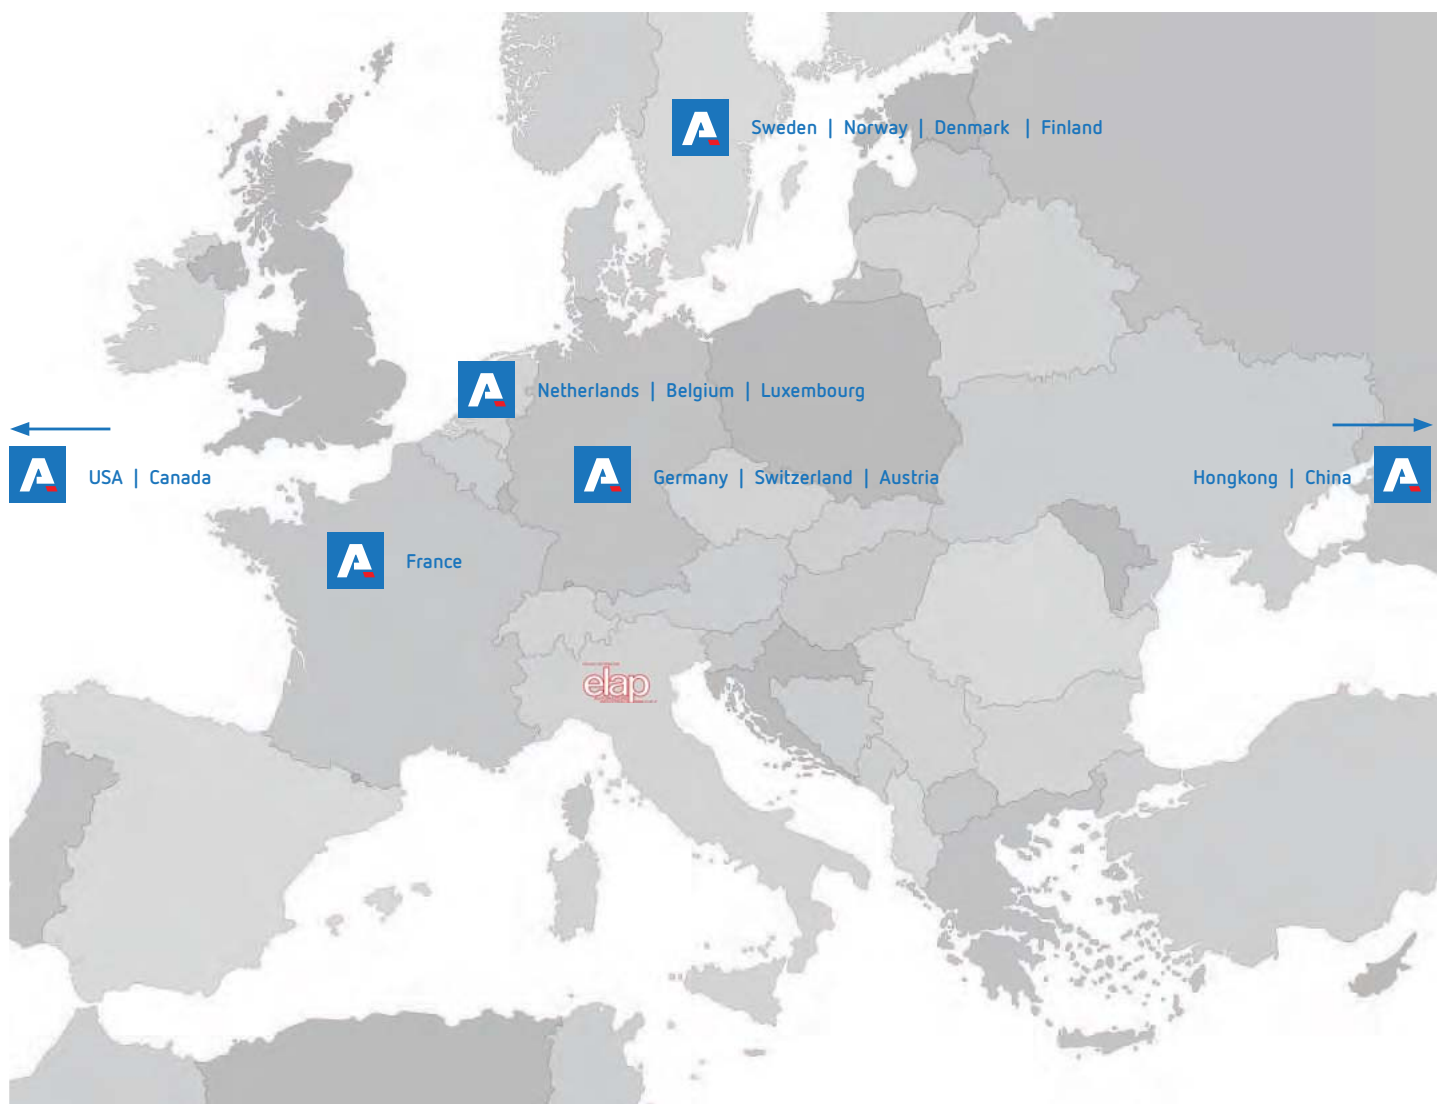 Sweden | Norway | Denmark | Finland
Netherlands | Belgium | Luxembourg
USA | Canada
Germany | Switzerland | Austria
Hongkong | China
France
elap